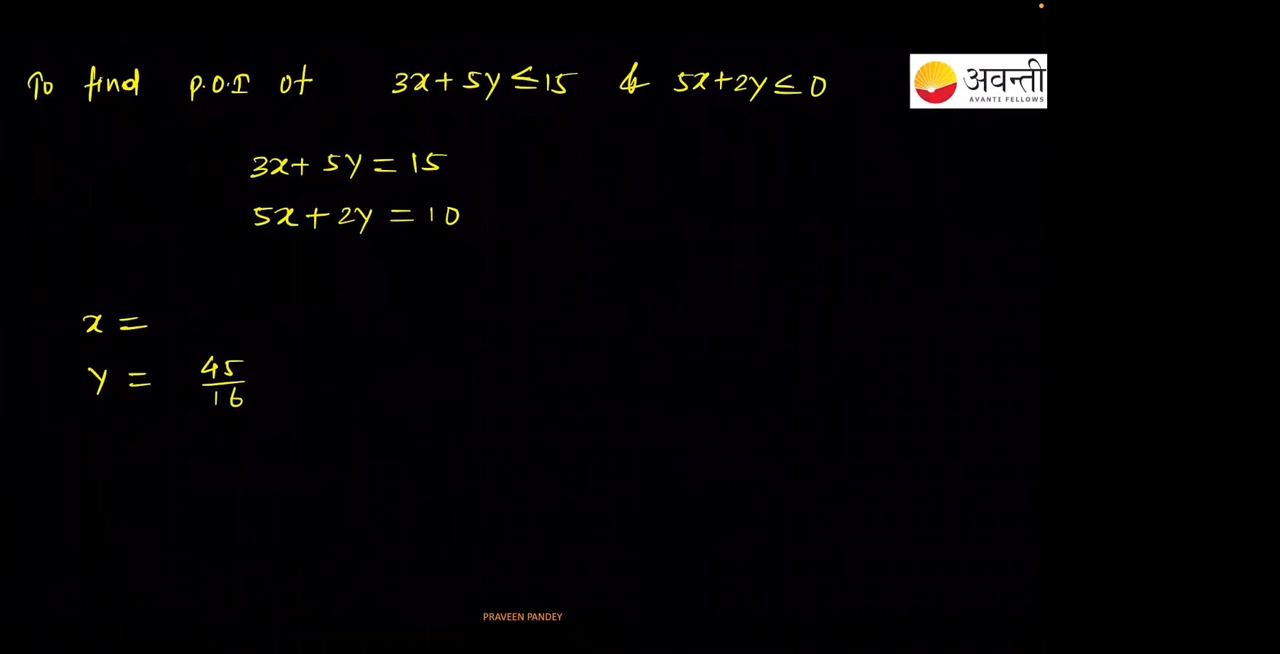 To find P.O.I of 3x + 5y ≤ 15 & 5x + 2y ≤ 0
अवन्ती
AVANTI FELLOWS
3x + 5y = 15
5x + 2y = 10
x =
y = 45/16
PRAVEEN PANDEY